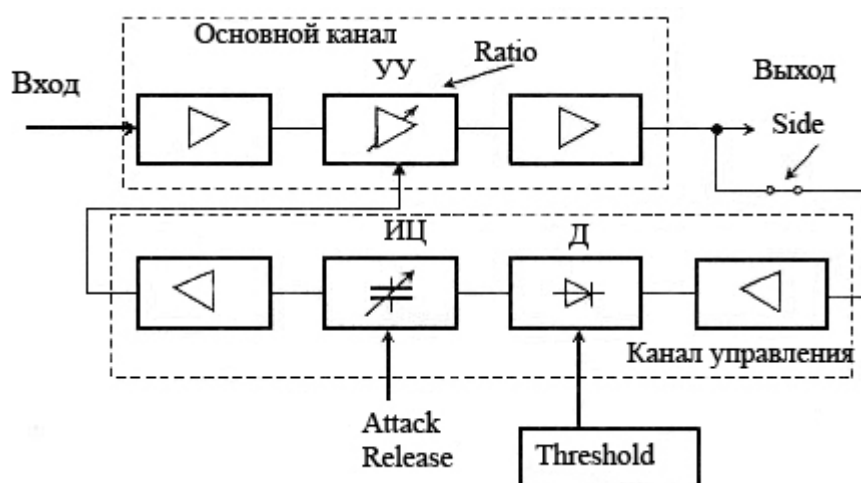 Основной канал
УУ
Ratio
Вход
Выход
Side
ИЦ
Д
Канал управления
Attack
Release
Threshold